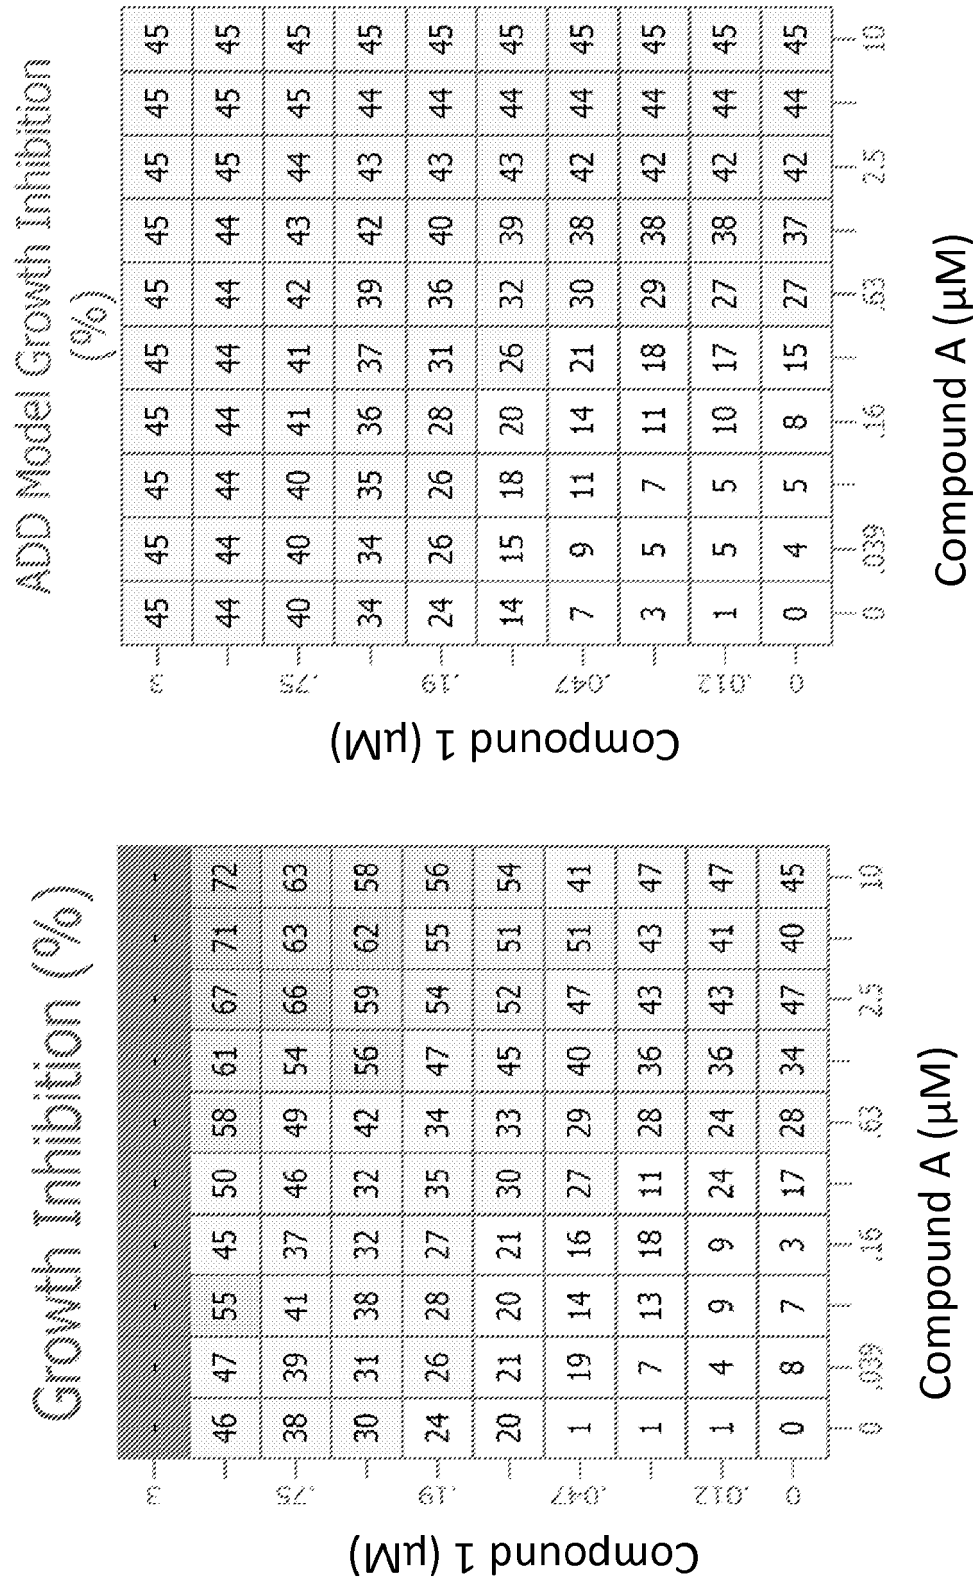 Growth Inhibition (%)
3 - - - - - - - - - -
46 47 55 45 50 58 61 67 71 72
.75 38 39 41 37 46 49 54 66 63 63
30 31 38 32 32 42 56 59 62 58
.19 24 26 28 27 35 34 47 54 55 56
20 21 20 21 30 33 45 52 51 54
.047 1 19 14 16 27 29 40 47 51 41
1 7 13 18 11 28 36 43 43 47
.012 1 4 9 9 24 24 36 43 41 47
0 0 8 7 3 17 28 34 47 40 45
0 .039 .16 .63 2.5 10
Compound 1 (µM)
Compound A (µM)
ADD Model Growth Inhibition
(%)
3 45 45 45 45 45 45 45 45 45 45
44 44 44 44 44 44 44 45 45 45
.75 40 40 40 41 41 42 43 44 45 45
34 34 35 36 37 39 42 43 44 45
.19 24 26 26 28 31 36 40 43 44 45
14 15 18 20 26 32 39 43 44 45
.047 7 9 11 14 21 30 38 42 44 45
3 5 7 11 18 29 38 42 44 45
.012 1 5 5 10 17 27 38 42 44 45
0 0 4 5 8 15 27 37 42 44 45
0 .039 .16 .63 2.5 10
Compound 1 (µM)
Compound A (µM)